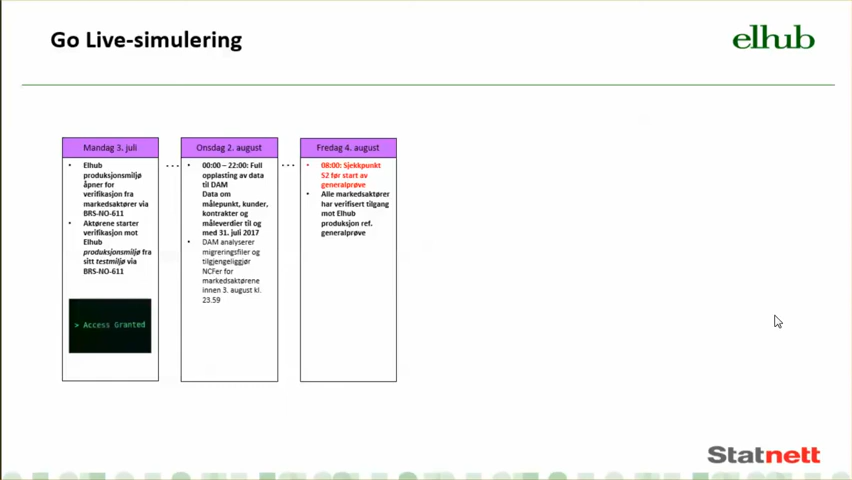 Go Live-simulering
elhub
Mandag 3. juli
• Elhub
produksjonsmiljø
åpner for
verifikasjon fra
markedsaktører via
BRS-NO-611
• Aktørene starter
verifikasjon mot
Elhub
produksjonsmiljø fra
sitt testmiljø via
BRS-NO-611
> Access Granted
...
Onsdag 2. august
• 00:00 – 22:00: Full
opplasting av data
til DAM
Data om
målepunkt, kunder,
kontrakter og
måleverdier til og
med 31. juli 2017
• DAM analyserer
migreringsfiler og
tilgjengeliggjør
NCFer for
markedsaktørene
innen 3. august kl.
23.59
...
Fredag 4. august
• 08:00: Sjekkpunkt
S2 før start av
generalprøve
• Alle markedsaktører
har verifisert tilgang
mot Elhub
produksjon ref.
generalprøve
Statnett